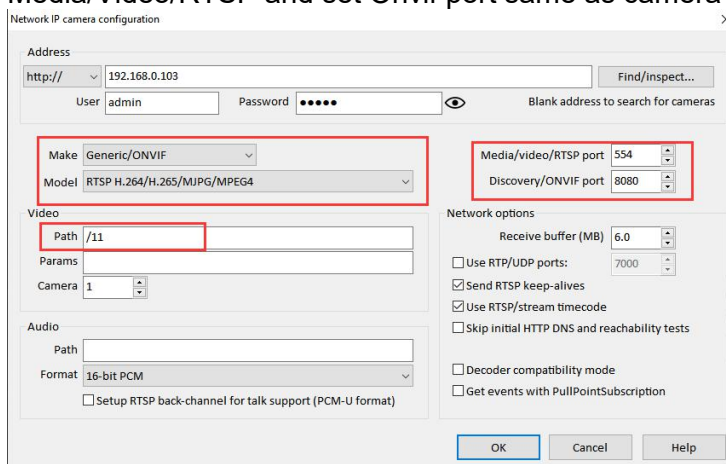 Media/Video/RTSP and set Onvif port same as camera
Network IP camera configuration
Address
http:// 192.168.0.103 Find/inspect...
User admin Password ●●●●● Blank address to search for cameras
Make Generic/ONVIF
Model RTSP H.264/H.265/MJPG/MPEG4
Media/video/RTSP port 554
Discovery/ONVIF port 8080
Video
Path /11
Params
Camera 1
Network options
Receive buffer (MB) 6.0
Use RTP/UDP ports: 7000
Send RTSP keep-alives
Use RTSP/stream timecode
Skip initial HTTP DNS and reachability tests
Decoder compatibility mode
Get events with PullPointSubscription
Audio
Path
Format 16-bit PCM
Setup RTSP back-channel for talk support (PCM-U format)
OK Cancel Help